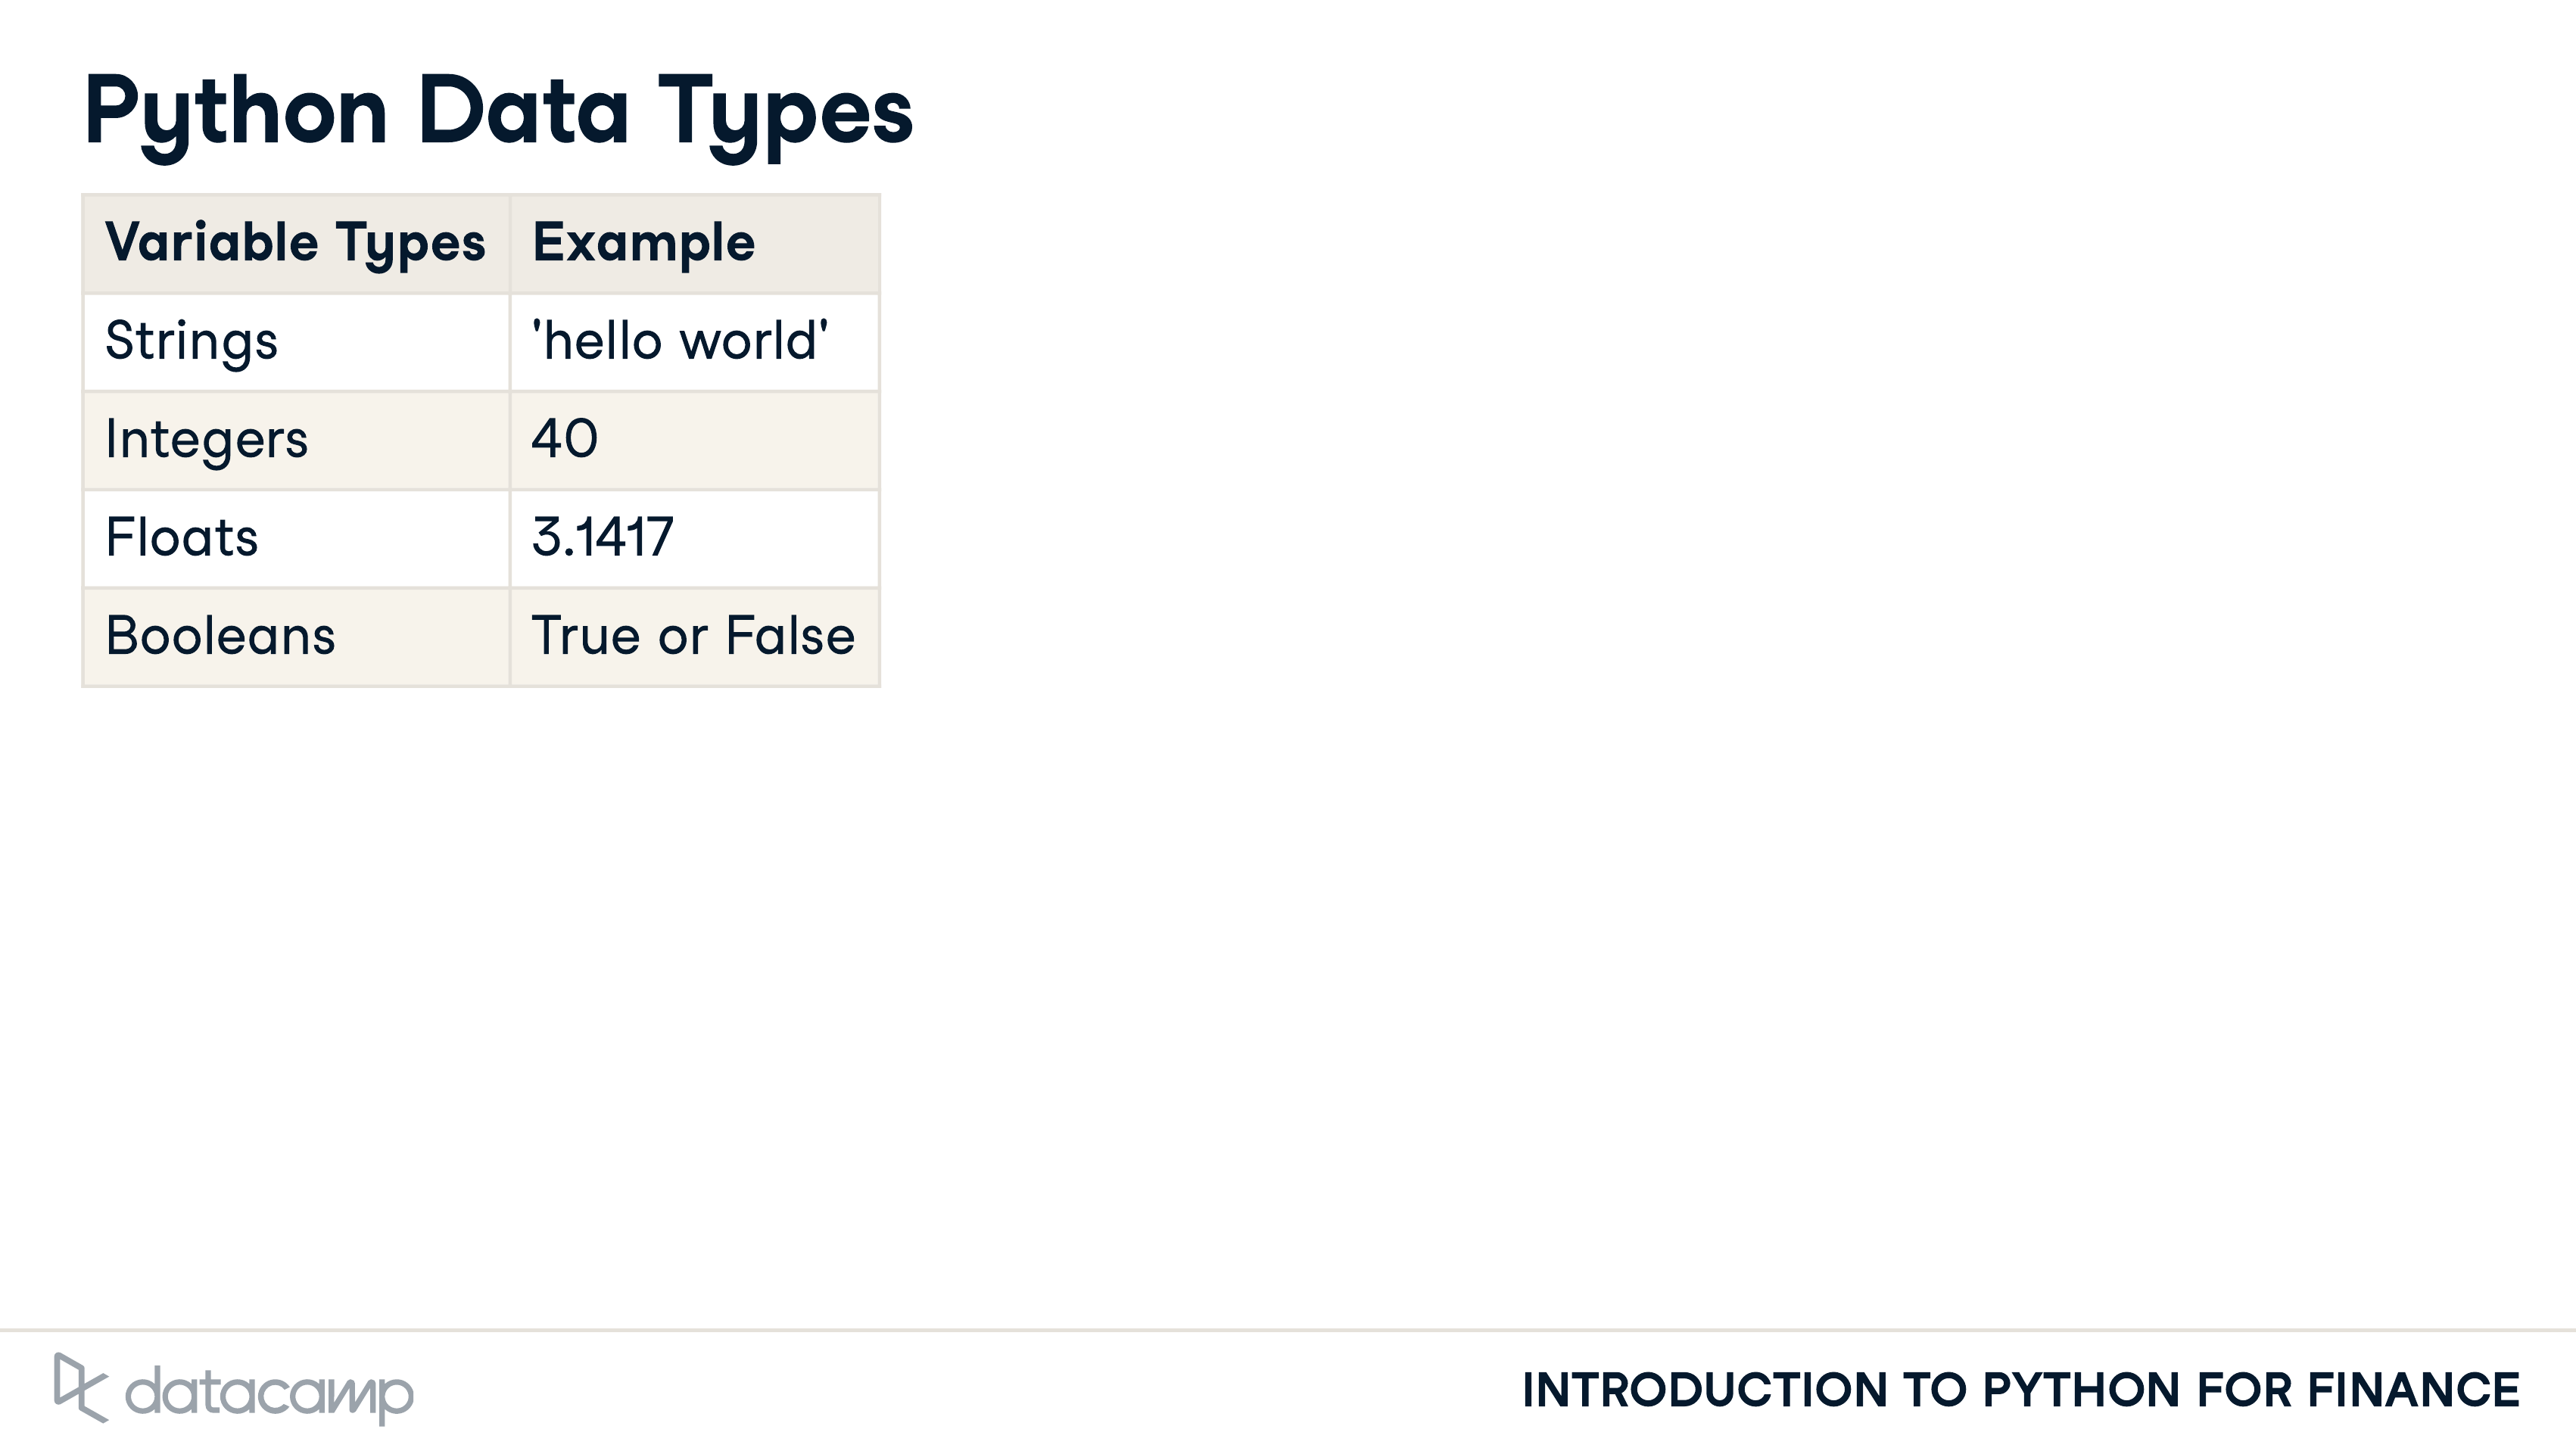 Python Data Types
Variable Types Example
Strings 'hello world'
Integers 40
Floats 3.1417
Booleans True or False
datacamp
INTRODUCTION TO PYTHON FOR FINANCE